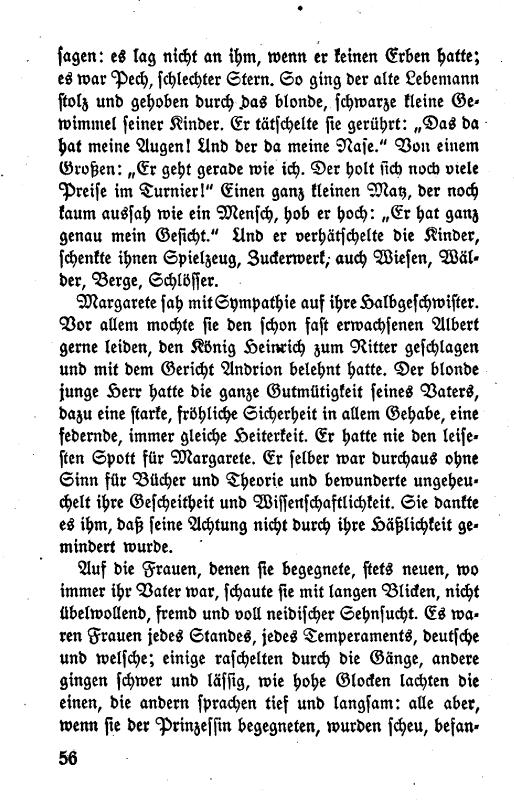 sagen: es lag nicht an ihm, wenn er keinen Erben hatte;
es war Pech, schlechter Stern. So ging der alte Lebemann
stolz und gehoben durch das blonde, schwarze kleine Ge-
wimmel seiner Kinder. Er tätschelte sie gerührt: „Das da
hat meine Augen! Und der da meine Nase.“ Von einem
Großen: „Er geht gerade wie ich. Der holt sich noch viele
Preise im Turnier!“ Einen ganz kleinen Matz, der noch
kaum aussah wie ein Mensch, hob er hoch: „Er hat ganz
genau mein Gesicht.“ Und er verhätschelte die Kinder,
schenkte ihnen Spielzeug, Zuckerwerk, auch Wiesen, Wäl-
der, Berge, Schlösser.
Margarete sah mit Sympathie auf ihre Halbgeschwister.
Vor allem mochte sie den schon fast erwachsenen Albert
gerne leiden, den König Heinrich zum Ritter geschlagen
und mit dem Gericht Andrion belehnt hatte. Der blonde
junge Herr hatte die ganze Gutmütigkeit seines Vaters,
dazu eine starke, fröhliche Sicherheit in allem Gehabe, eine
federnde, immer gleiche Heiterkeit. Er hatte nie den leise-
sten Spott für Margarete. Er selber war durchaus ohne
Sinn für Bücher und Theorie und bewunderte ungeheu-
chelt ihre Gescheitheit und Wissenschaftlichkeit. Sie dankte
es ihm, daß seine Achtung nicht durch ihre Häßlichkeit ge-
mindert wurde.
Auf die Frauen, denen sie begegnete, stets neuen, wo
immer ihr Vater war, schaute sie mit langen Blicken, nicht
übelwollend, fremd und voll neidischer Sehnsucht. Es wa-
ren Frauen jedes Standes, jedes Temperaments, deutsche
und welsche; einige raschelten durch die Gänge, andere
gingen schwer und lässig, wie hohe Glocken lachten die
einen, die andern sprachen tief und langsam: alle aber,
wenn sie der Prinzessin begegneten, wurden scheu, befan-
56